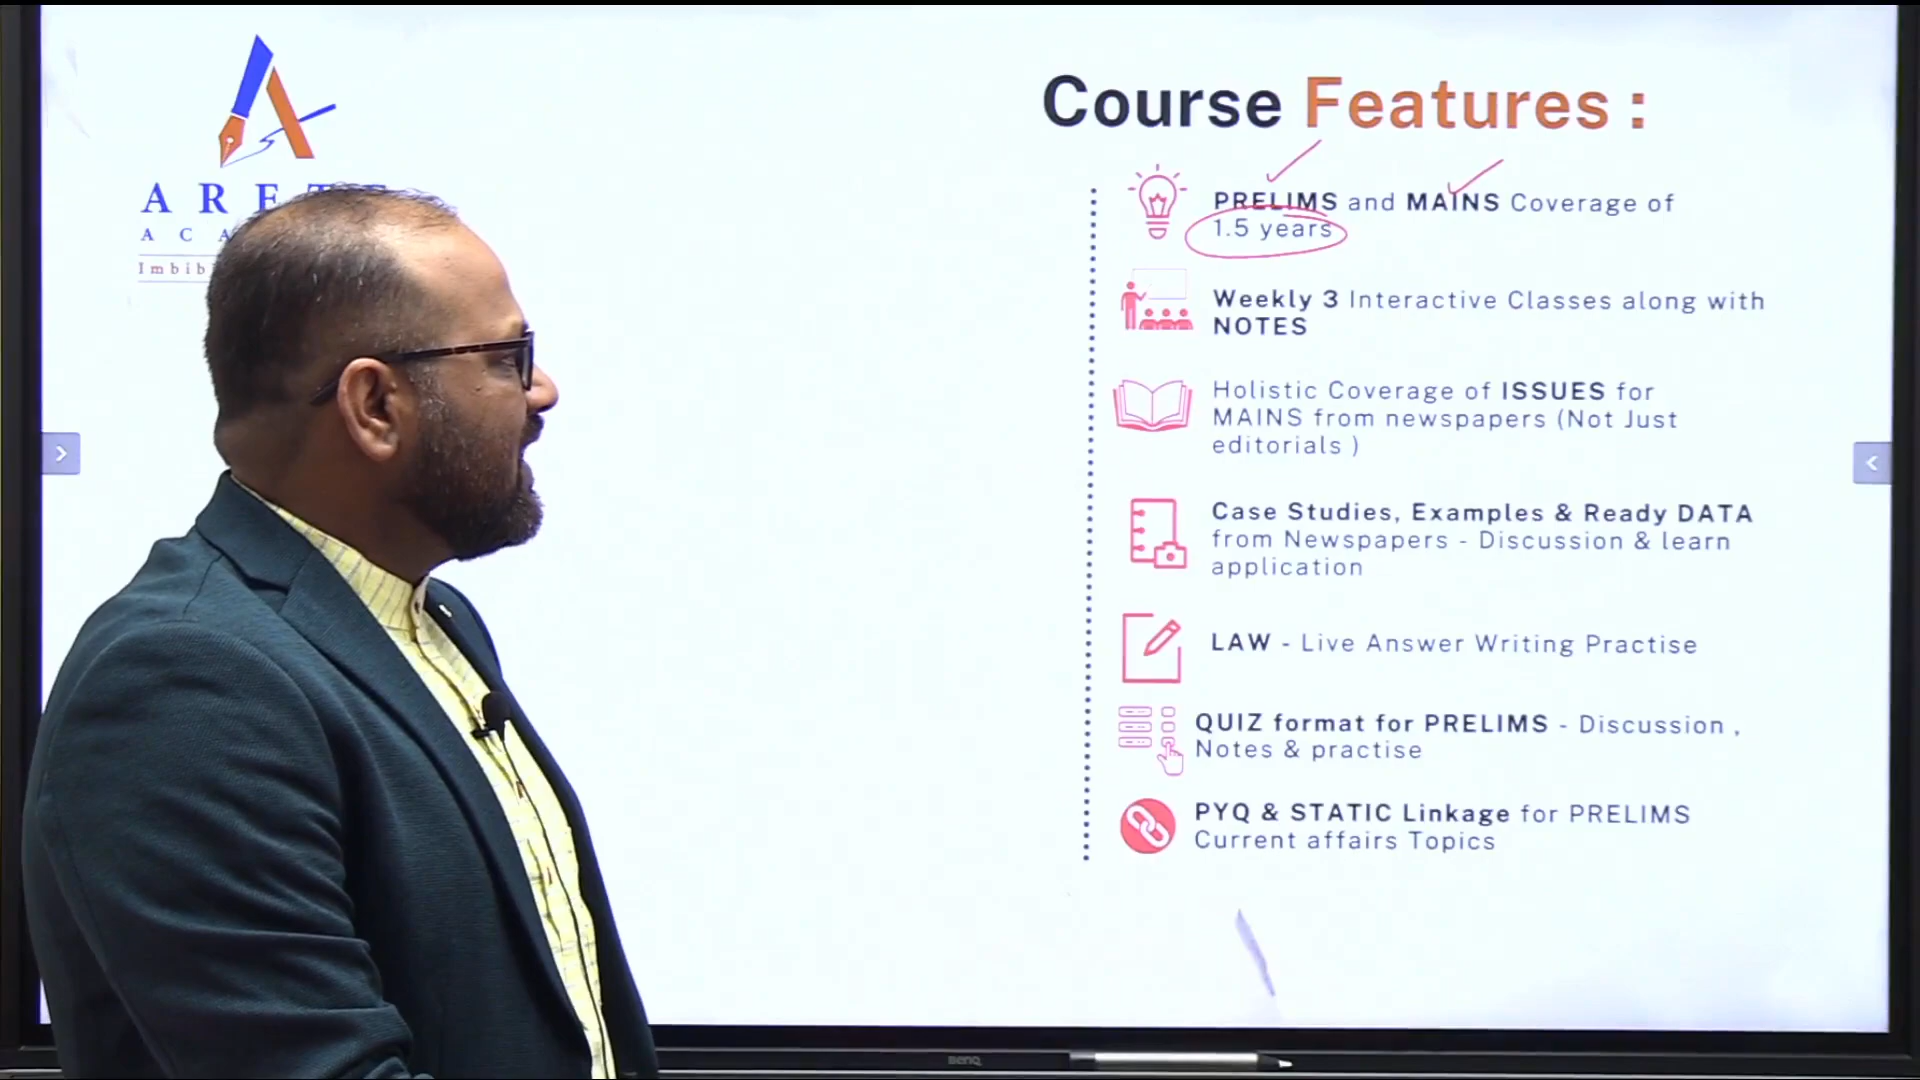 Course Features :
PRELIMS and MAINS Coverage of
1.5 years
Weekly 3 Interactive Classes along with
NOTES
Holistic Coverage of ISSUES for
MAINS from newspapers (Not Just
editorials )
Case Studies, Examples & Ready DATA
from Newspapers - Discussion & learn
application
LAW - Live Answer Writing Practise
QUIZ format for PRELIMS - Discussion ,
Notes & practise
PYQ & STATIC Linkage for PRELIMS
Current affairs Topics
BenQ